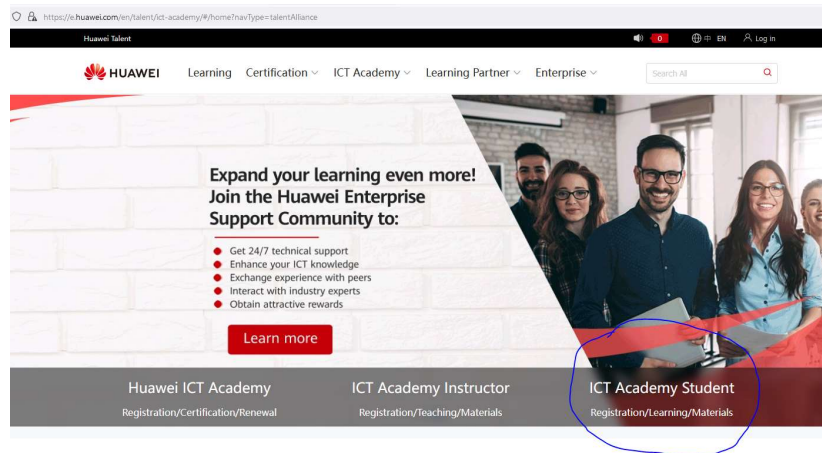 https://e.huawei.com/en/talent/ict-academy/#/home?navType=talentAlliance
Huawei Talent
0
中 EN
Log in
HUAWEI
Learning
Certification
ICT Academy
Learning Partner
Enterprise
Search All
Expand your learning even more!
Join the Huawei Enterprise
Support Community to:
Get 24/7 technical support
Enhance your ICT knowledge
Exchange experience with peers
Interact with industry experts
Obtain attractive rewards
Learn more
Huawei ICT Academy
Registration/Certification/Renewal
ICT Academy Instructor
Registration/Teaching/Materials
ICT Academy Student
Registration/Learning/Materials